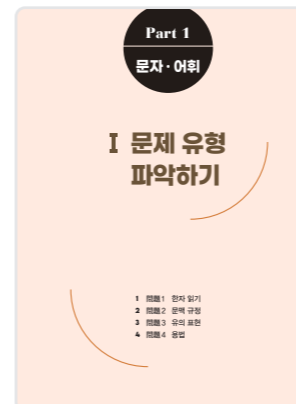 Part 1
문자·어휘
I 문제 유형
파악하기
1 問題1 한자 읽기
2 問題2 문맥 규정
3 問題3 유의 표현
4 問題4 용법